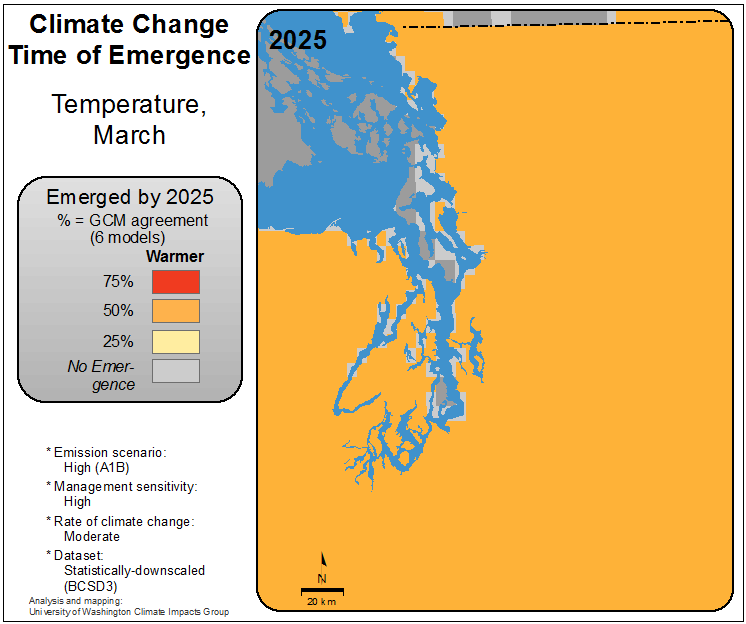 Climate Change
Time of Emergence
Temperature,
March
Emerged by 2025
% = GCM agreement
(6 models)
Warmer
75%
50%
25%
No Emer-
gence
* Emission scenario:
High (A1B)
* Management sensitivity:
High
* Rate of climate change:
Moderate
* Dataset:
Statistically-downscaled
(BCSD3)
Analysis and mapping:
University of Washington Climate Impacts Group
2025
N
20 km